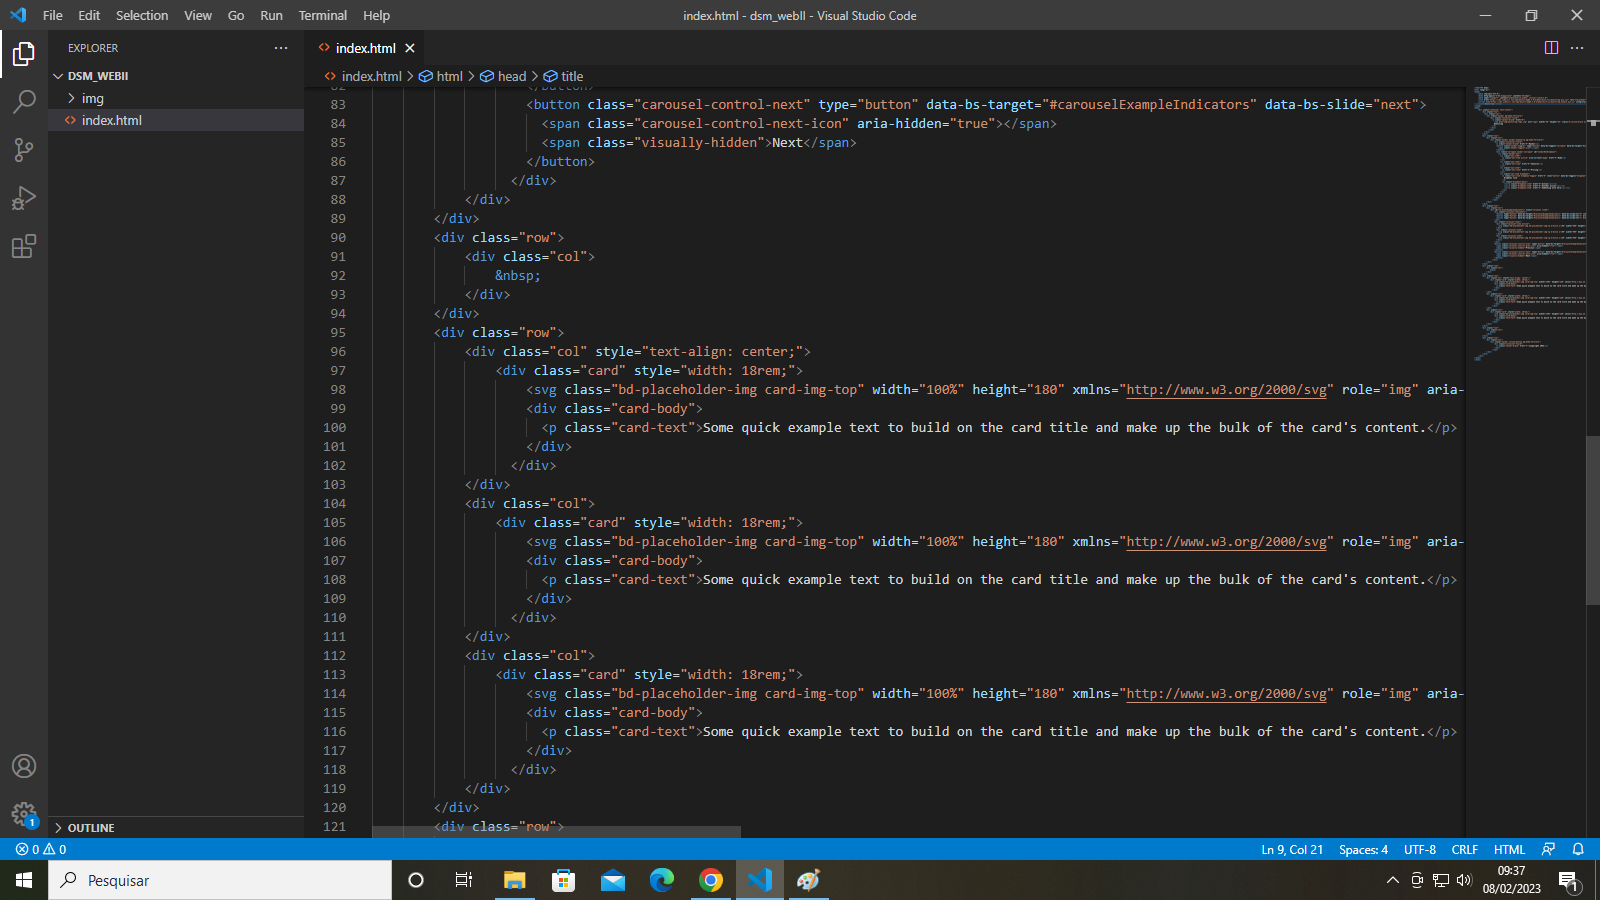 File Edit Selection View Go Run Terminal Help
index.html - dsm_webII - Visual Studio Code
EXPLORER
DSM_WEBII
img
index.html
OUTLINE
index.html
index.html > html > head > title
82 </button>
83 <button class="carousel-control-next" type="button" data-bs-target="#carouselExampleIndicators" data-bs-slide="next">
84 <span class="carousel-control-next-icon" aria-hidden="true"></span>
85 <span class="visually-hidden">Next</span>
86 </button>
87 </div>
88 </div>
89 </div>
90 <div class="row">
91 <div class="col">
92 &nbsp;
93 </div>
94 </div>
95 <div class="row">
96 <div class="col" style="text-align: center;">
97 <div class="card" style="width: 18rem;">
98 <svg class="bd-placeholder-img card-img-top" width="100%" height="180" xmlns="http://www.w3.org/2000/svg" role="img" aria-
99 <div class="card-body">
100 <p class="card-text">Some quick example text to build on the card title and make up the bulk of the card's content.</p>
101 </div>
102 </div>
103 </div>
104 <div class="col">
105 <div class="card" style="width: 18rem;">
106 <svg class="bd-placeholder-img card-img-top" width="100%" height="180" xmlns="http://www.w3.org/2000/svg" role="img" aria-
107 <div class="card-body">
108 <p class="card-text">Some quick example text to build on the card title and make up the bulk of the card's content.</p>
109 </div>
110 </div>
111 </div>
112 <div class="col">
113 <div class="card" style="width: 18rem;">
114 <svg class="bd-placeholder-img card-img-top" width="100%" height="180" xmlns="http://www.w3.org/2000/svg" role="img" aria-
115 <div class="card-body">
116 <p class="card-text">Some quick example text to build on the card title and make up the bulk of the card's content.</p>
117 </div>
118 </div>
119 </div>
120 </div>
121 <div class="row">
1
0 0
Ln 9, Col 21 Spaces: 4 UTF-8 CRLF HTML
Pesquisar
09:37
08/02/2023
1